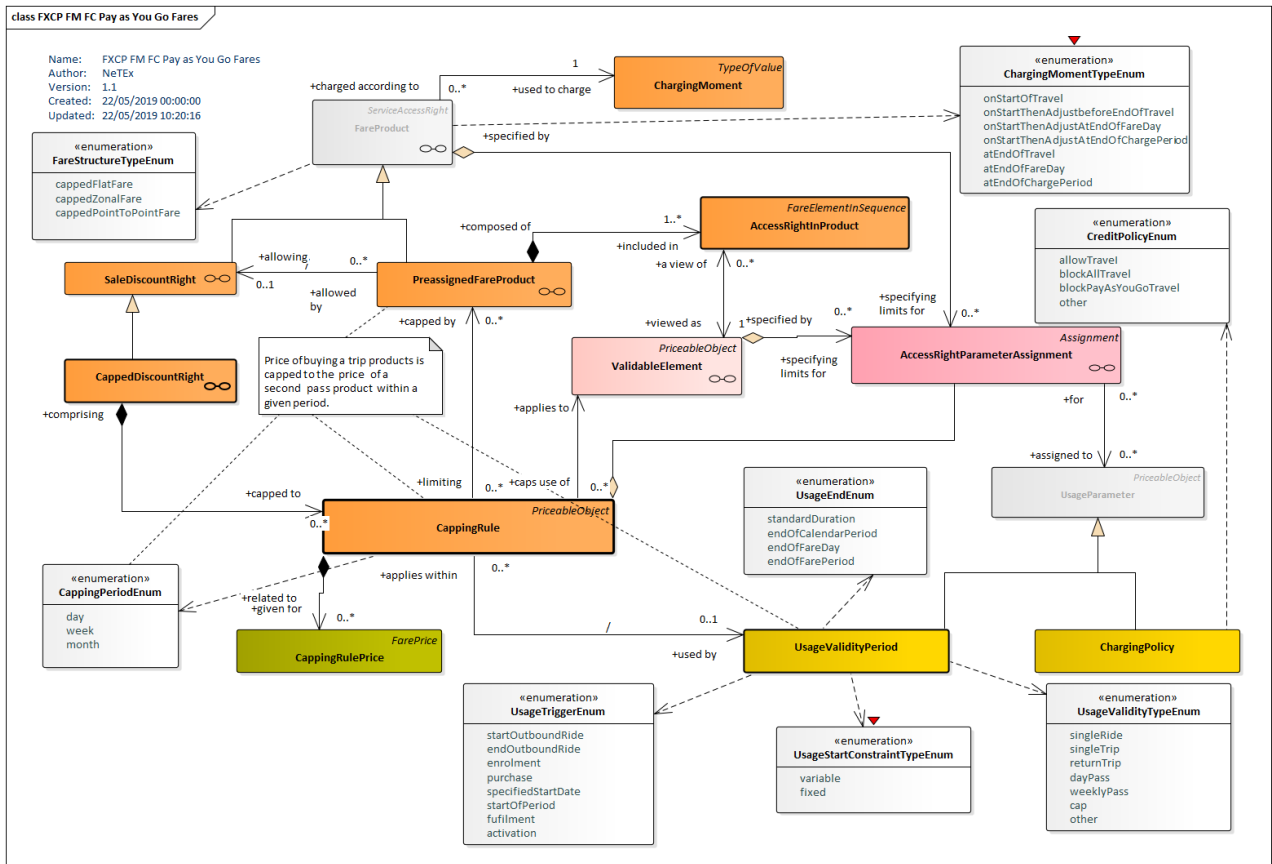 class FXCP FM FC Pay as You Go Fares
Name: FXCP FM FC Pay as You Go Fares
Author: NeTEx
Version: 1.1
Created: 22/05/2019 00:00:00
Updated: 22/05/2019 10:20:16
«enumeration»
FareStructureTypeEnum
cappedFlatFare
cappedZonalFare
cappedPointToPointFare
+charged according to
0..*
1
+used to charge
TypeOfValue
ChargingMoment
ServiceAccessRight
FareProduct
+specified by
«enumeration»
ChargingMomentTypeEnum
onStartOfTravel
onStartThenAdjustbeforeEndOfTravel
onStartThenAdjustAtEndOfFareDay
onStartThenAdjustAtEndOfChargePeriod
atEndOfTravel
atEndOfFareDay
atEndOfChargePeriod
FareElementInSequence
AccessRightInProduct
+composed of
1..*
+included in
+a view of
0..*
«enumeration»
CreditPolicyEnum
allowTravel
blockAllTravel
blockPayAsYouGoTravel
other
SaleDiscountRight
+allowing
/
0..*
0..1
+allowed
by
PreassignedFareProduct
+capped by
0..*
+viewed as
1
+specified by
0..*
+specifying
limits for
0..*
+specifying
limits for
PriceableObject
ValidableElement
Assignment
AccessRightParameterAssignment
Price of buying a trip products is
capped to the price of a
second pass product within a
given period.
CappedDiscountRight
+comprising
+applies to
+for
0..*
+assigned to
0..*
PriceableObject
UsageParameter
+capped to
0..*
+limiting
0..*
+caps use of
0..*
PriceableObject
CappingRule
«enumeration»
UsageEndEnum
standardDuration
endOfCalendarPeriod
endOfFareDay
endOfFarePeriod
«enumeration»
CappingPeriodEnum
day
week
month
+applies within
0..*
+related to
+given for
0..*
FarePrice
CappingRulePrice
/
0..1
+used by
UsageValidityPeriod
ChargingPolicy
«enumeration»
UsageTriggerEnum
startOutboundRide
endOutboundRide
enrolment
purchase
specifiedStartDate
startOfPeriod
fufilment
activation
«enumeration»
UsageStartConstraintTypeEnum
variable
fixed
«enumeration»
UsageValidityTypeEnum
singleRide
singleTrip
returnTrip
dayPass
weeklyPass
cap
other